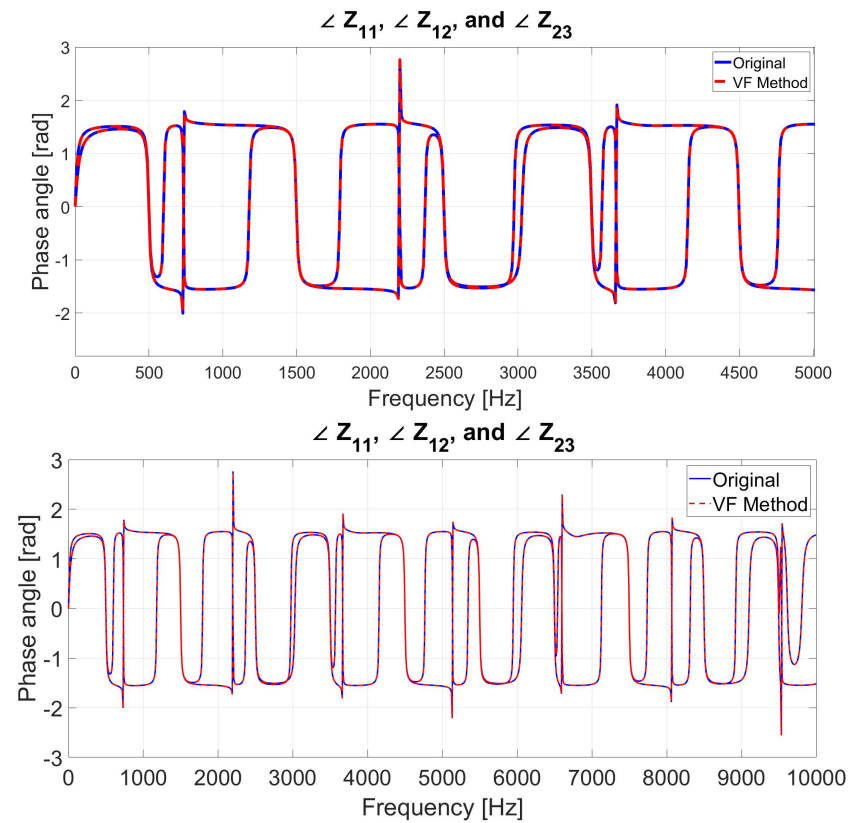 ∠ Z11, ∠ Z12, and ∠ Z23
Original
VF Method
Phase angle [rad]
3
2
1
0
-1
-2
0 500 1000 1500 2000 2500 3000 3500 4000 4500 5000
Frequency [Hz]
∠ Z11, ∠ Z12, and ∠ Z23
Original
VF Method
Phase angle [rad]
3
2
1
0
-1
-2
-3
0 1000 2000 3000 4000 5000 6000 7000 8000 9000 10000
Frequency [Hz]